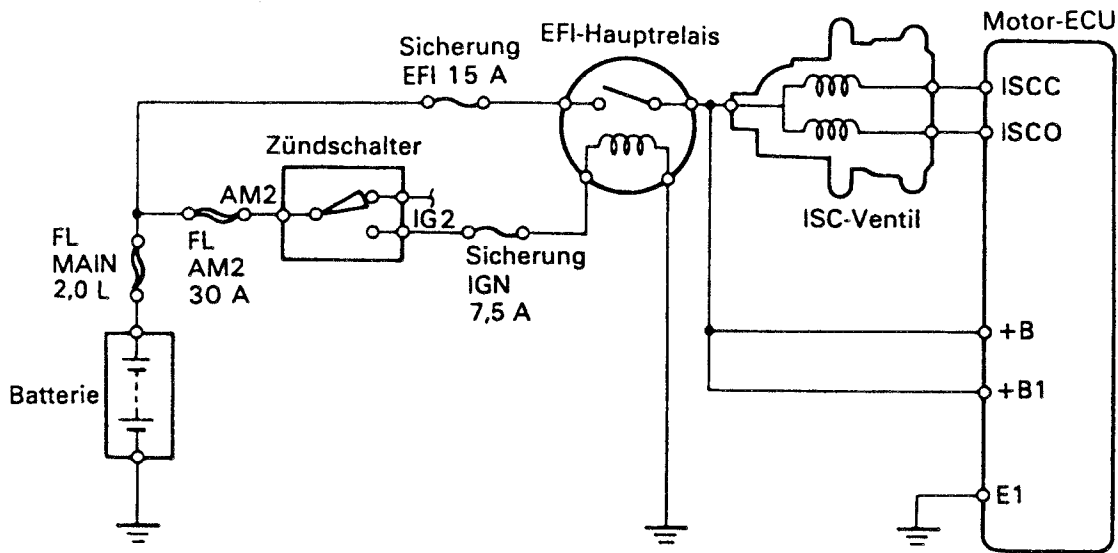 Motor-ECU
EFI-Hauptrelais
Sicherung
EFI 15 A
ISCC
ISCO
Zündschalter
AM2
IG2
ISC-Ventil
FL
MAIN
2,0 L
FL
AM2
30 A
Sicherung
IGN
7,5 A
+B
Batterie
+B1
E1